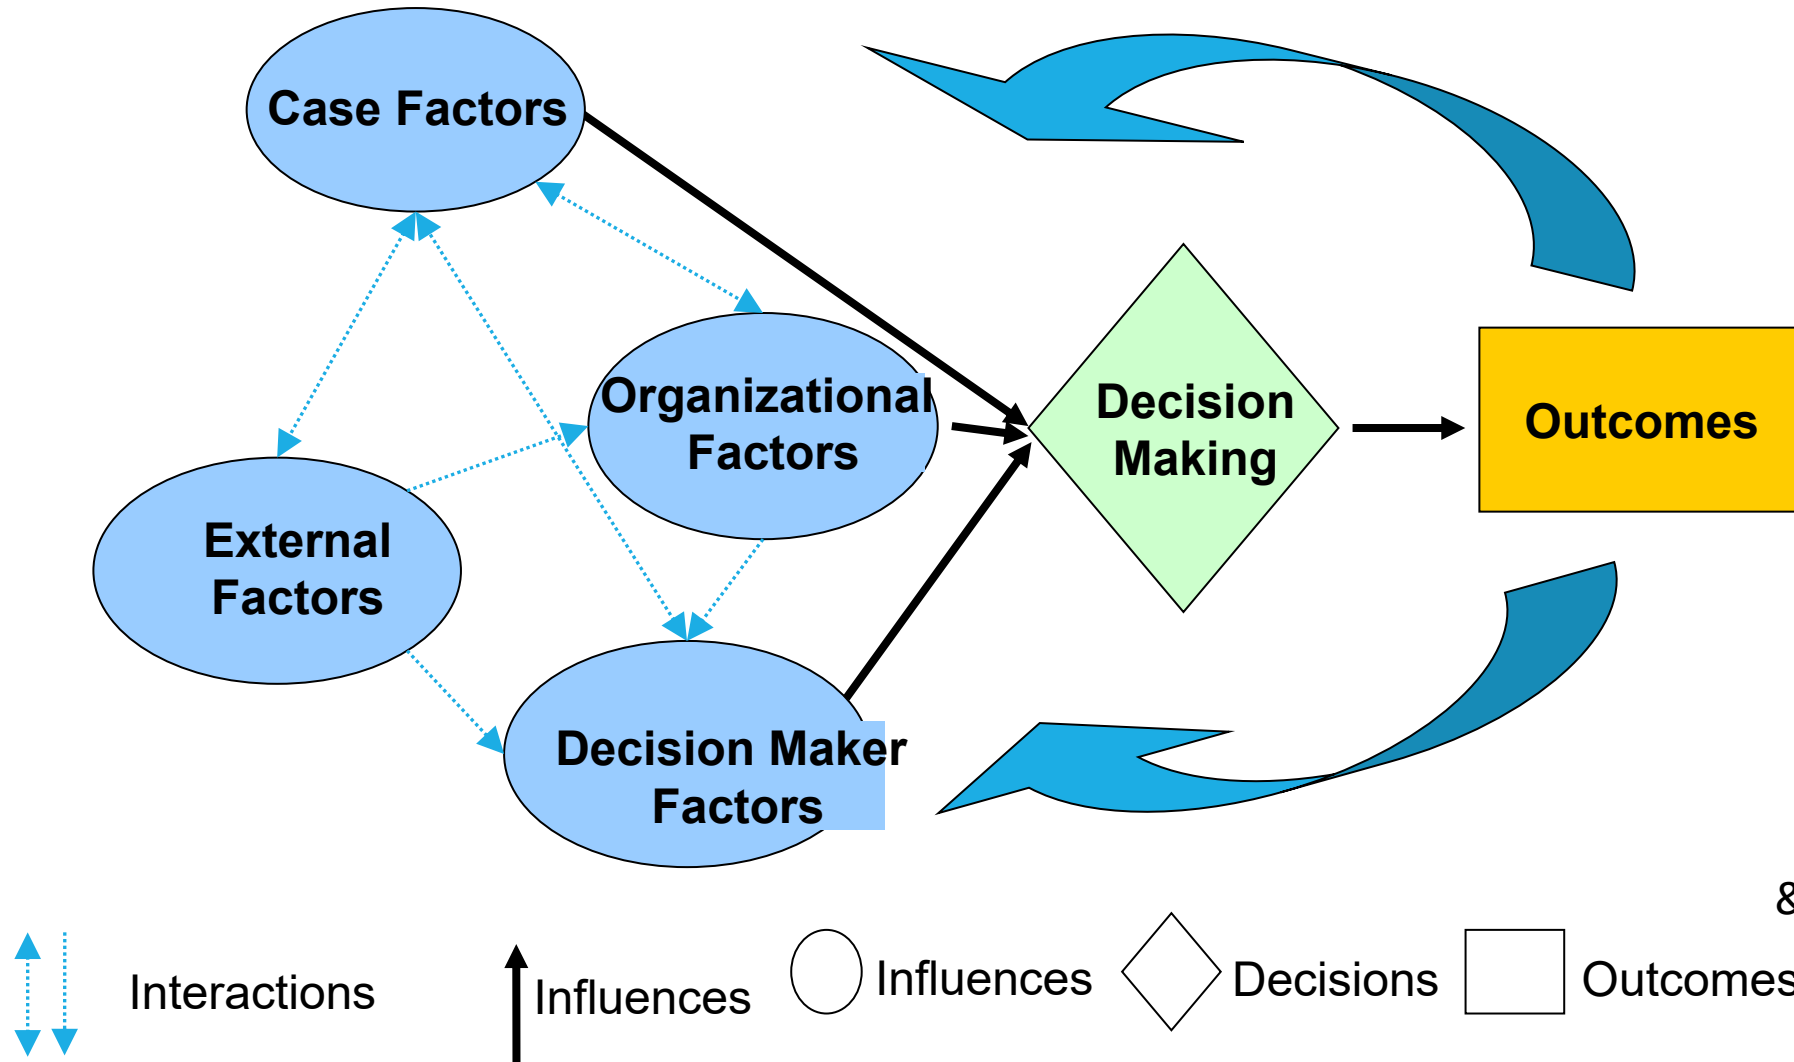 Case Factors
Organizational
Factors
Decision
Making
Outcomes
External
Factors
Decision Maker
Factors
&
Interactions
Influences
Influences
Decisions
Outcomes